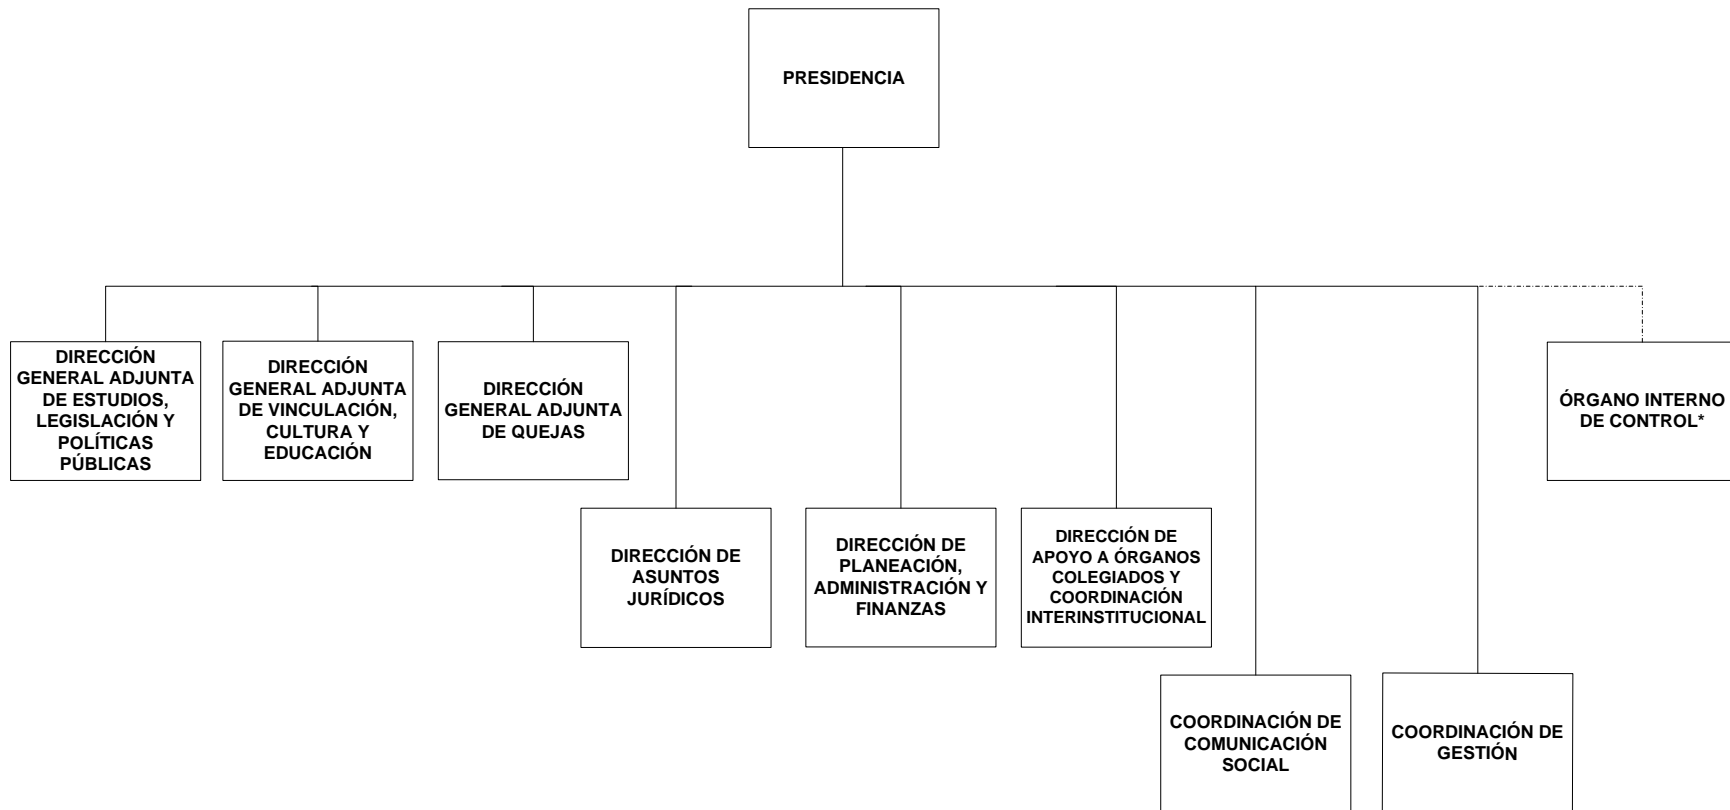 PRESIDENCIA
DIRECCIÓN
GENERAL ADJUNTA
DE ESTUDIOS,
LEGISLACIÓN Y
POLÍTICAS
PÚBLICAS
DIRECCIÓN
GENERAL ADJUNTA
DE VINCULACIÓN,
CULTURA Y
EDUCACIÓN
DIRECCIÓN
GENERAL ADJUNTA
DE QUEJAS
ÓRGANO INTERNO
DE CONTROL*
DIRECCIÓN DE
ASUNTOS
JURÍDICOS
DIRECCIÓN DE
PLANEACIÓN,
ADMINISTRACIÓN Y
FINANZAS
DIRECCIÓN DE
APOYO A ÓRGANOS
COLEGIADOS Y
COORDINACIÓN
INTERINSTITUCIONAL
COORDINACIÓN DE
COMUNICACIÓN
SOCIAL
COORDINACIÓN DE
GESTIÓN